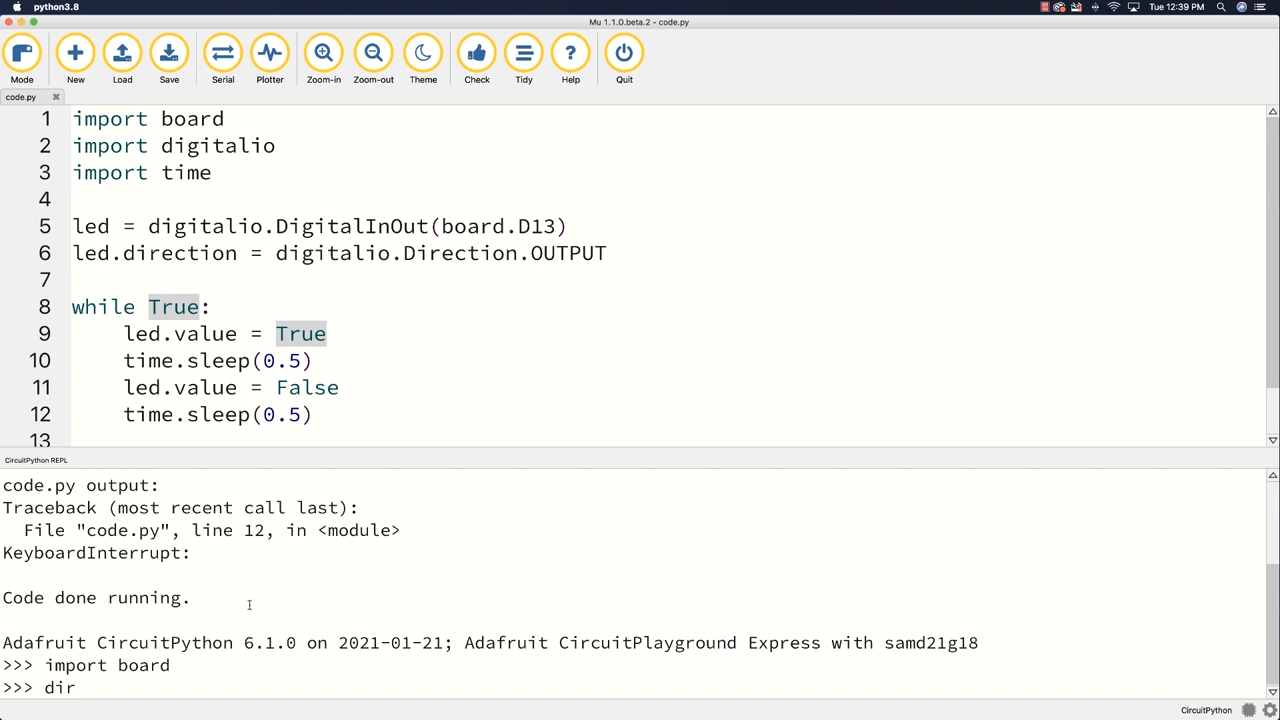 python3.8
Tue 12:39 PM
Mu 1.1.0.beta.2 - code.py
Mode New Load Save Serial Plotter Zoom-in Zoom-out Theme Check Tidy Help Quit
code.py
1 import board
2 import digitalio
3 import time
4
5 led = digitalio.DigitalInOut(board.D13)
6 led.direction = digitalio.Direction.OUTPUT
7
8 while True:
9     led.value = True
10     time.sleep(0.5)
11     led.value = False
12     time.sleep(0.5)
13
CircuitPython REPL
code.py output:
Traceback (most recent call last):
  File "code.py", line 12, in <module>
KeyboardInterrupt:
Code done running.
Adafruit CircuitPython 6.1.0 on 2021-01-21; Adafruit CircuitPlayground Express with samd21g18
>>> import board
>>> dir
CircuitPython